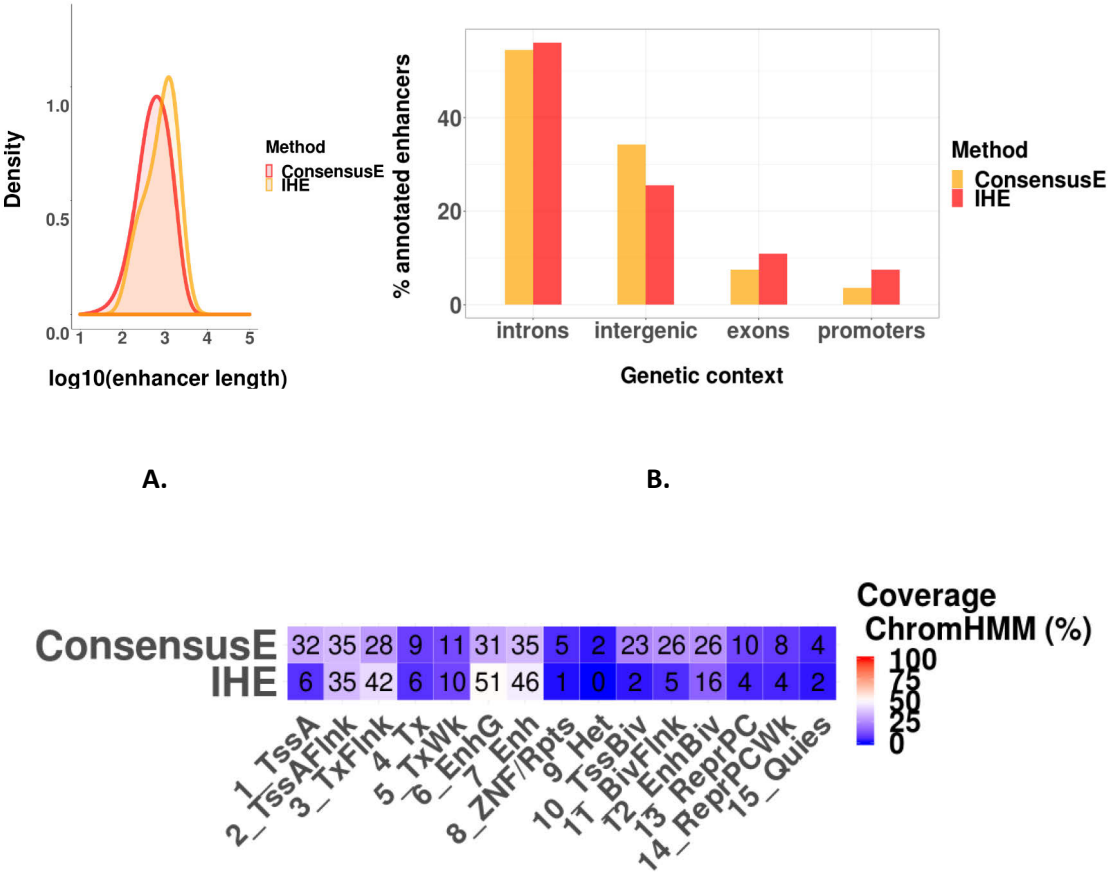 Density
1.0
0.5
0.0
1 2 3 4 5
log10(enhancer length)
Method
ConsensusE
IHE
A.
% annotated enhancers
40
20
0
introns intergenic exons promoters
Genetic context
Method
ConsensusE
IHE
B.
ConsensusE 32 35 28 9 11 31 35 5 2 23 26 26 10 8 4
IHE 6 35 42 6 10 51 46 1 0 2 5 16 4 4 2
1_TssA
2_TssAFlnk
3_TxFlnk
4_Tx
5_TxWk
6_EnhG
7_Enh
8_ZNF/Rpts
9_Het
10_TssBiv
11_BivFlnk
12_EnhBiv
13_ReprPC
14_ReprPCWk
15_Quies
Coverage
ChromHMM (%)
100
75
50
25
0